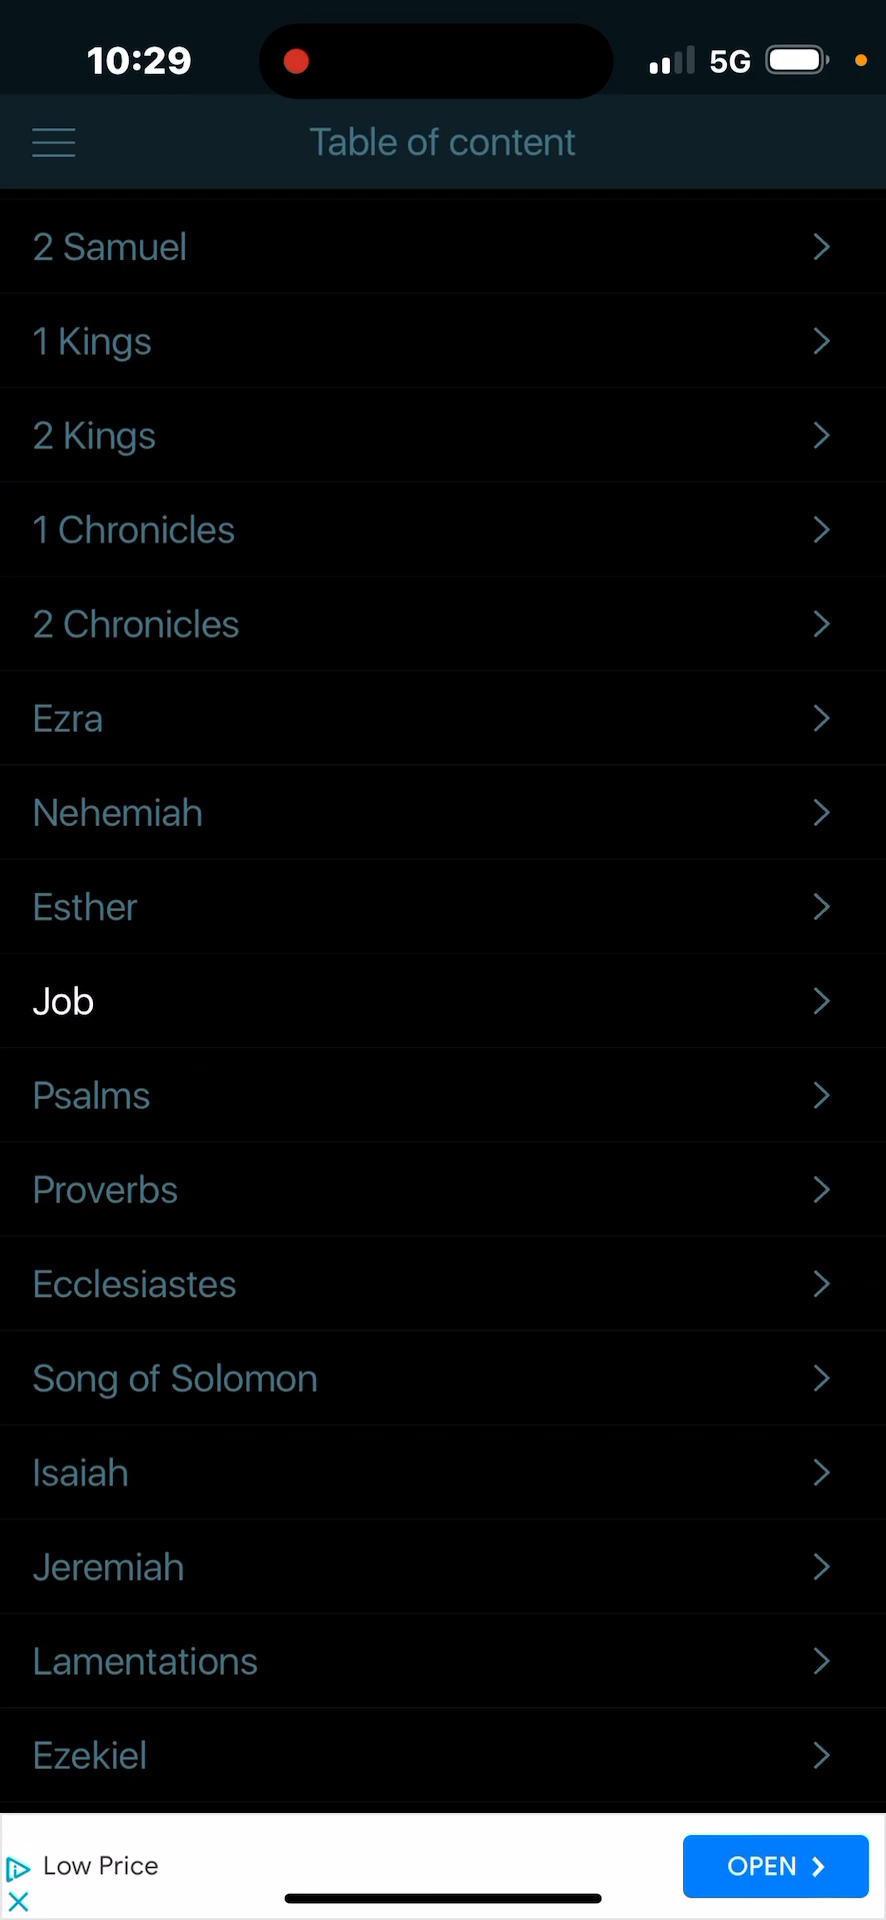 10:29
5G
Table of content
2 Samuel
1 Kings
2 Kings
1 Chronicles
2 Chronicles
Ezra
Nehemiah
Esther
Job
Psalms
Proverbs
Ecclesiastes
Song of Solomon
Isaiah
Jeremiah
Lamentations
Ezekiel
Low Price
OPEN